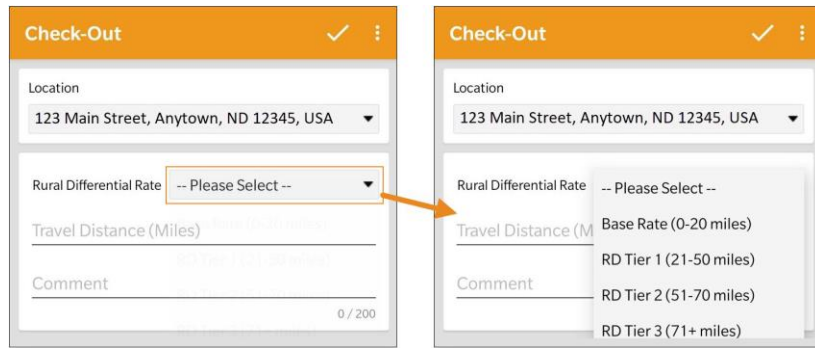 Check-Out
Location
123 Main Street, Anytown, ND 12345, USA
Rural Differential Rate -- Please Select --
Travel Distance (Miles)
Comment
0 / 200
Check-Out
Location
123 Main Street, Anytown, ND 12345, USA
Rural Differential Rate
-- Please Select --
Travel Distance (M
Base Rate (0-20 miles)
RD Tier 1 (21-50 miles)
Comment
RD Tier 2 (51-70 miles)
RD Tier 3 (71+ miles)